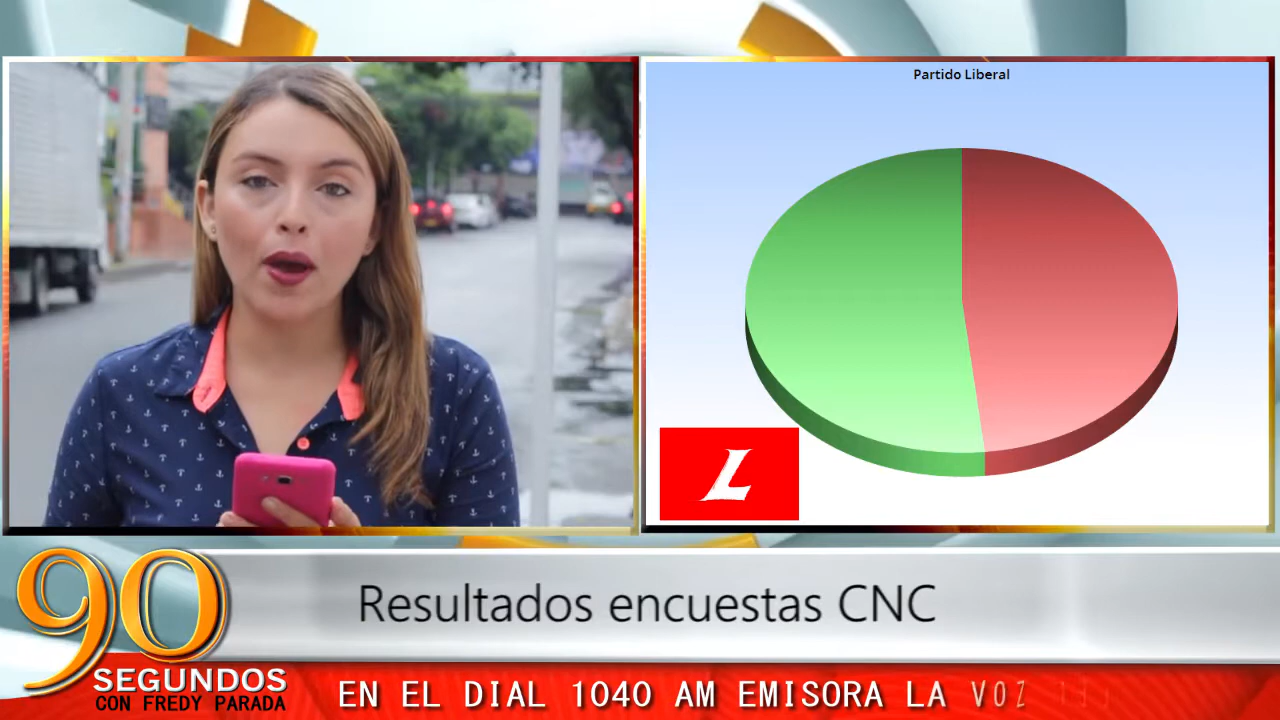 Partido Liberal
L
Resultados encuestas CNC
90
SEGUNDOS
CON FREDY PARADA
EN EL DIAL 1040 AM EMISORA LA VOZ